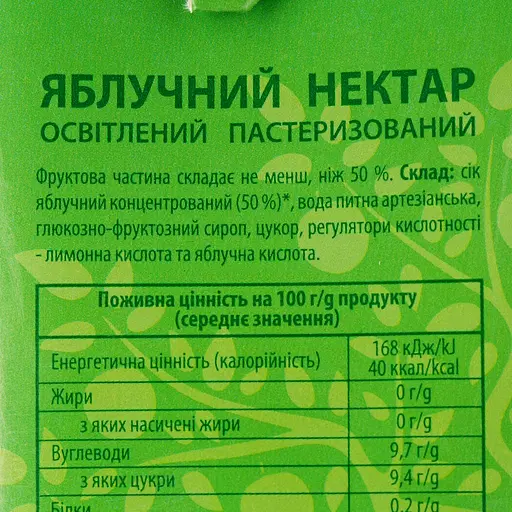 ЯБЛУЧНИЙ НЕКТАР
ОСВІТЛЕНИЙ ПАСТЕРИЗОВАНИЙ
Фруктова частина складає не менш, ніж 50 %. Склад: сік
яблучний концентрований (50 %)*, вода питна артезіанська,
глюкозно-фруктозний сироп, цукор, регулятори кислотності
- лимонна кислота та яблучна кислота.
Поживна цінність на 100 г/g продукту
(середнє значення)
Енергетична цінність (калорійність) 168 кДж/kJ
40 ккал/kcal
Жири 0 г/g
з яких насичені жири 0 г/g
Вуглеводи 9,7 г/g
з яких цукри 9,4 г/g
Білки 0,2 г/g